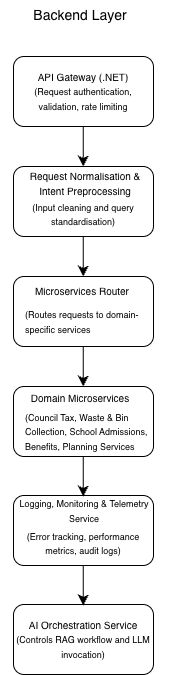 Backend Layer
API Gateway (.NET)
(Request authentication,
validation, rate limiting
Request Normalisation &
Intent Preprocessing
(Input cleaning and query
standardisation)
Microservices Router
(Routes requests to domain-
specific services
Domain Microservices
(Council Tax, Waste & Bin
Collection, School Admissions,
Benefits, Planning Services
Logging, Monitoring & Telemetry
Service
(Error tracking, performance
metrics, audit logs)
AI Orchestration Service
(Controls RAG workflow and LLM
invocation)